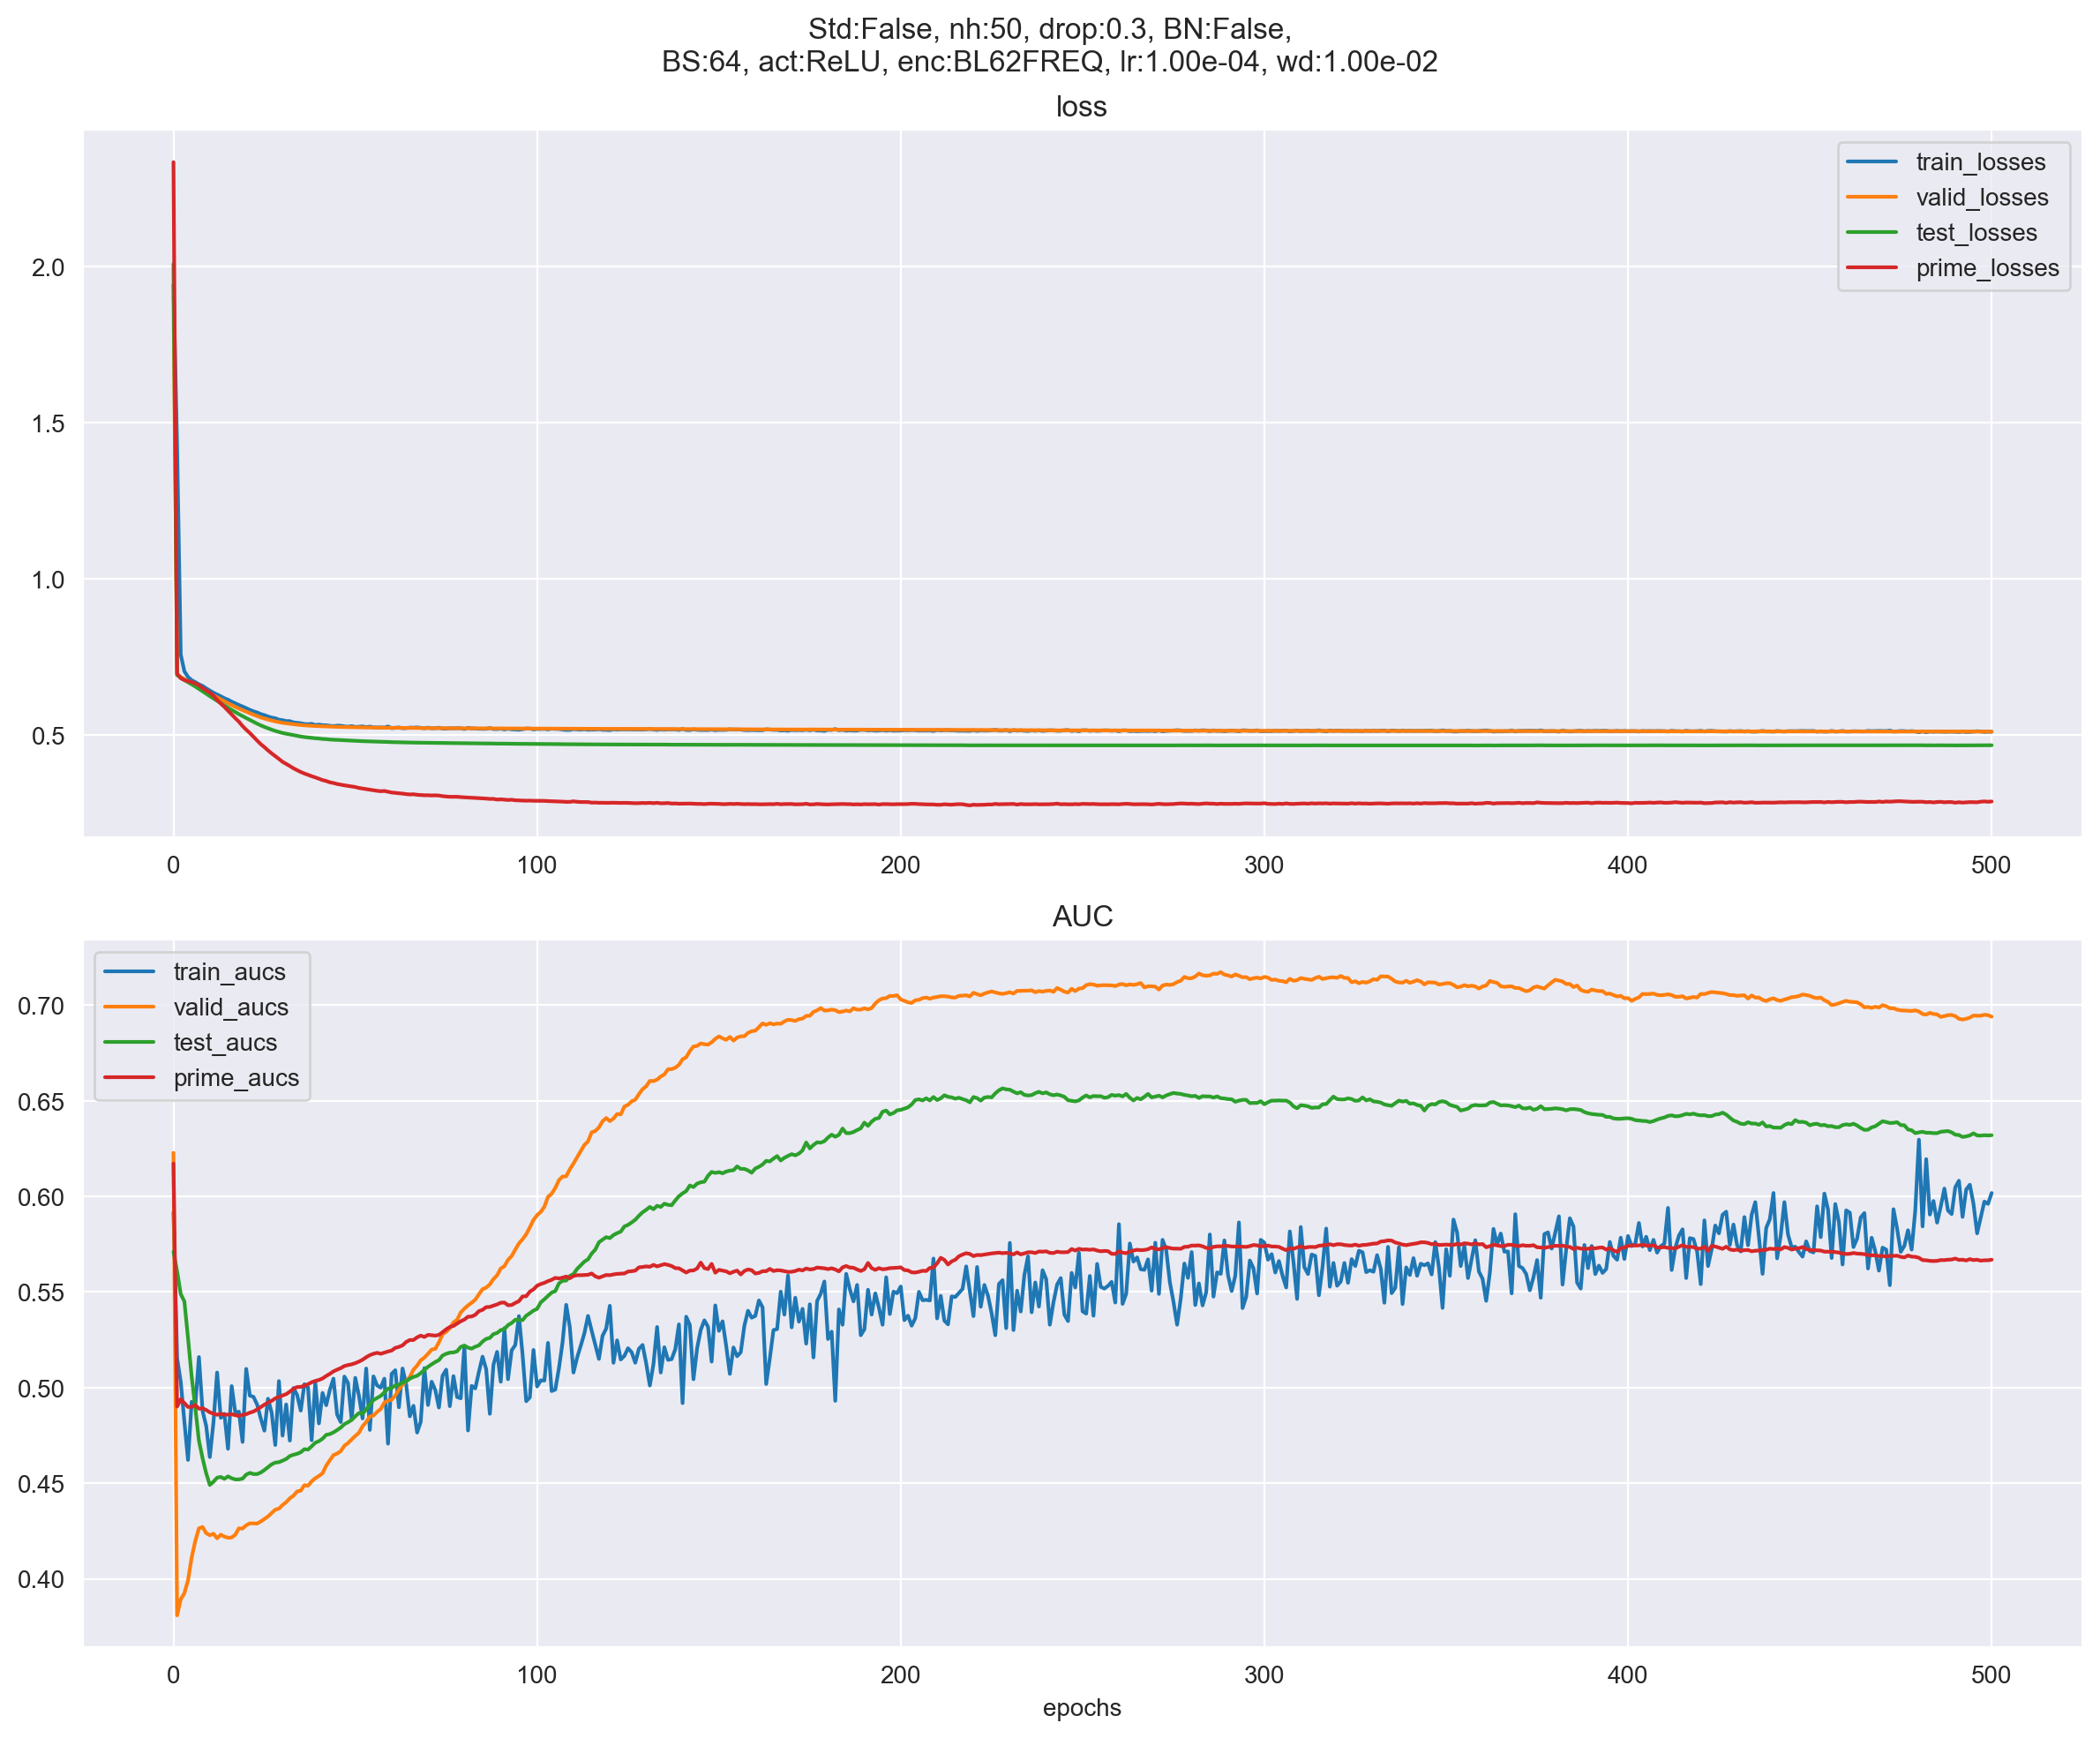 Std:False, nh:50, drop:0.3, BN:False,
BS:64, act:ReLU, enc:BL62FREQ, lr:1.00e-04, wd:1.00e-02
loss
train_losses
valid_losses
test_losses
prime_losses
2.0
1.5
1.0
0.5
0 100 200 300 400 500
AUC
train_aucs
valid_aucs
test_aucs
prime_aucs
0.70
0.65
0.60
0.55
0.50
0.45
0.40
0 100 200 300 400 500
epochs